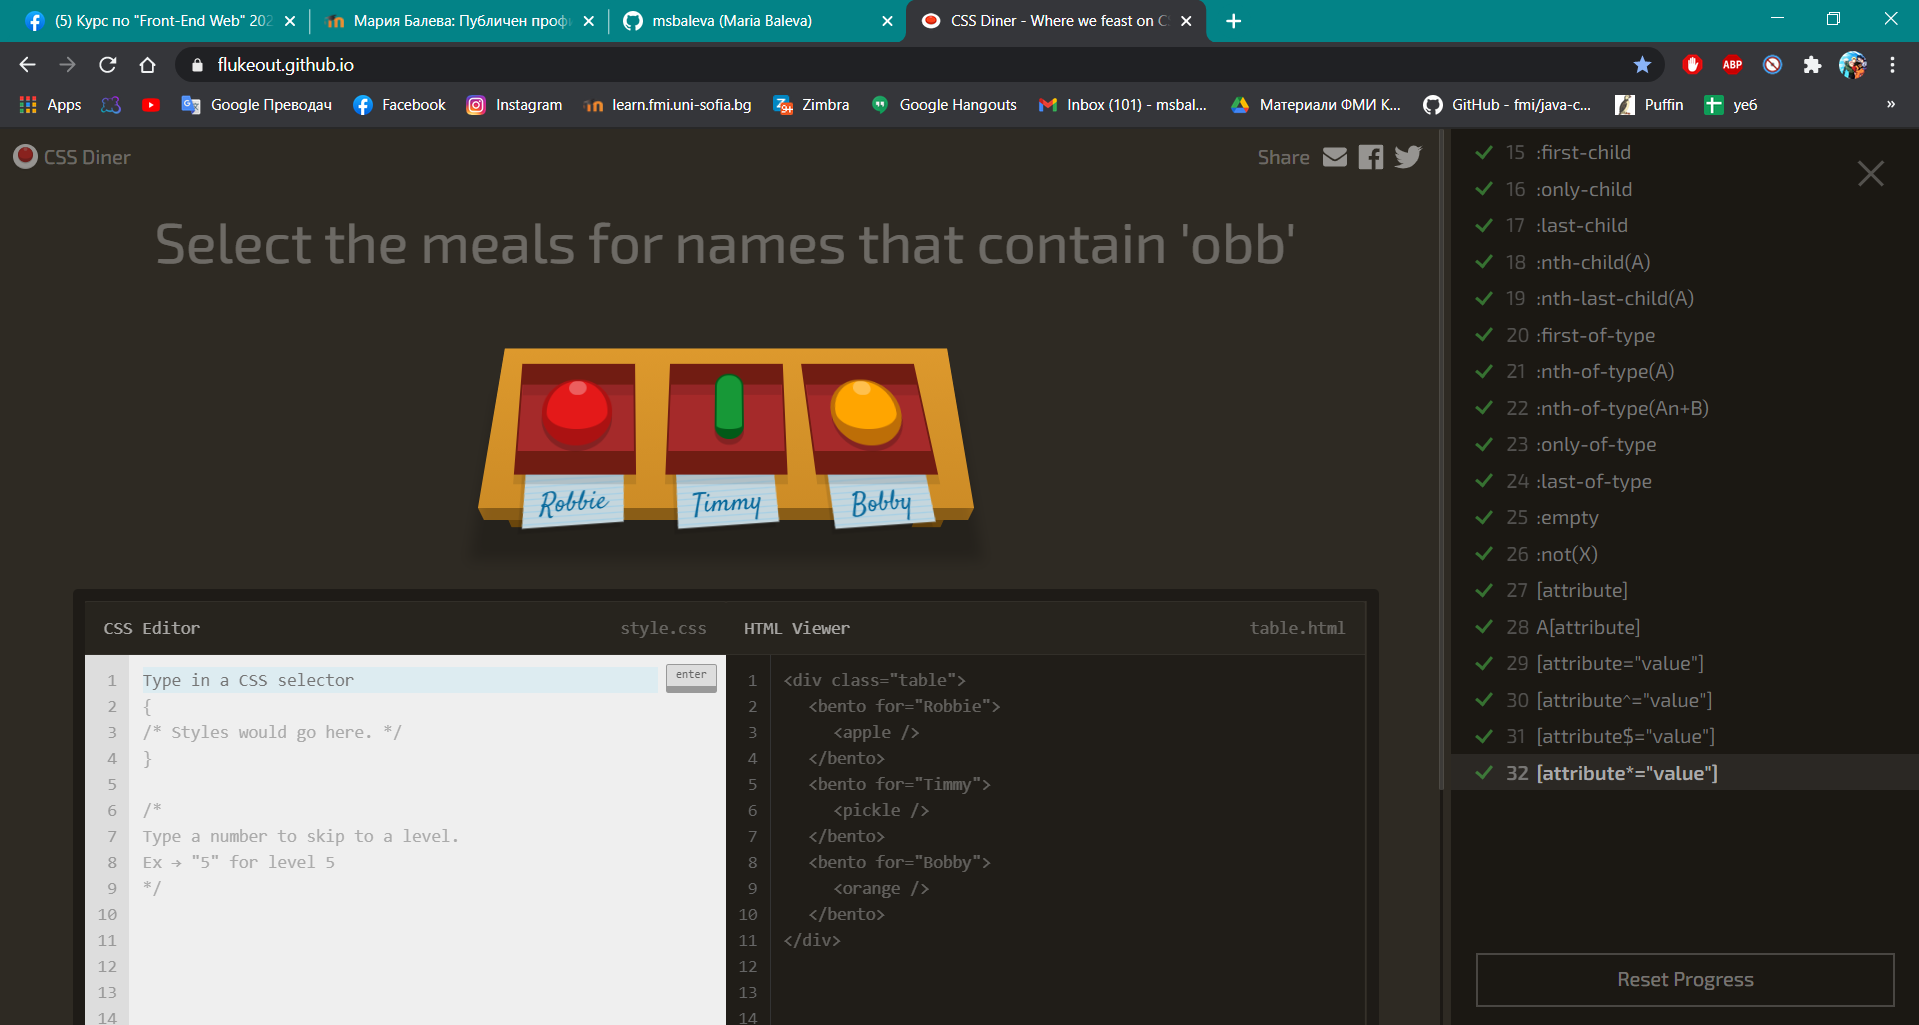 (5) Курс по "Front-End Web" 202
Мария Балева: Публичен проф
msbaleva (Maria Baleva)
CSS Diner - Where we feast on C
flukeout.github.io
ABP
Apps
Google Преводач
Facebook
Instagram
learn.fmi.uni-sofia.bg
Zimbra
Google Hangouts
Inbox (101) - msbal...
Материали ФМИ К...
GitHub - fmi/java-c...
Puffin
уеб
»
CSS Diner
Share
Select the meals for names that contain 'obb'
Robbie
Timmy
Bobby
CSS Editor
style.css
HTML Viewer
table.html
1 Type in a CSS selector
enter
2 {
3 /* Styles would go here. */
4 }
5
6 /*
7 Type a number to skip to a level.
8 Ex → "5" for level 5
9 */
10
11
12
13
14
1 <div class="table">
2 <bento for="Robbie">
3 <apple />
4 </bento>
5 <bento for="Timmy">
6 <pickle />
7 </bento>
8 <bento for="Bobby">
9 <orange />
10 </bento>
11 </div>
12
13
14
15 :first-child
16 :only-child
17 :last-child
18 :nth-child(A)
19 :nth-last-child(A)
20 :first-of-type
21 :nth-of-type(A)
22 :nth-of-type(An+B)
23 :only-of-type
24 :last-of-type
25 :empty
26 :not(X)
27 [attribute]
28 A[attribute]
29 [attribute="value"]
30 [attribute^="value"]
31 [attribute$="value"]
32 [attribute*="value"]
Reset Progress